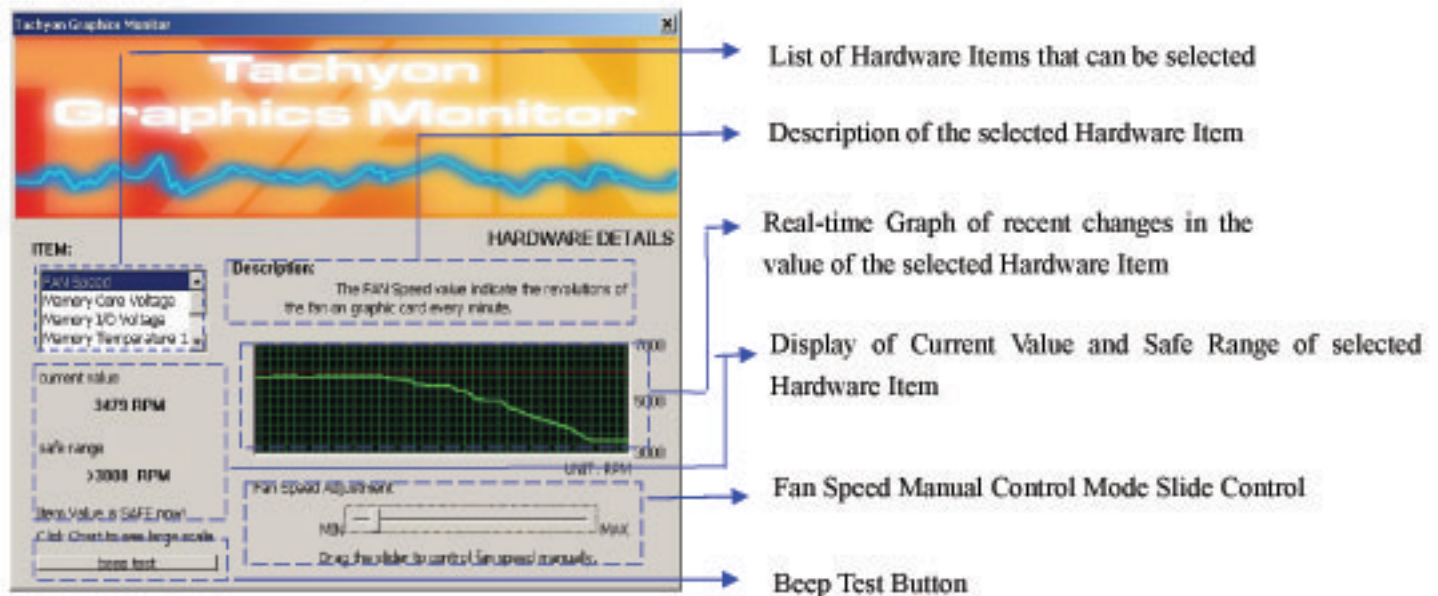 Tachyon Graphics Monitor
Tachyon
Graphics Monitor
HARDWARE DETAILS
ITEM:
FAN Speed
Memory Core Voltage
Memory I/O Voltage
Memory Temperature 1
Description:
The FAN Speed value indicate the revolutions of
the fan on graphic card every minute.
current value
3479 RPM
safe range
>3000 RPM
Item Value is SAFE now!
Click Chart to see large scale
beep test
7000
5000
3000
UNIT: RPM
Fan Speed Adjustment
MIN
MAX
Drag the slider to control fan speed manually.
List of Hardware Items that can be selected
Description of the selected Hardware Item
Real-time Graph of recent changes in the
value of the selected Hardware Item
Display of Current Value and Safe Range of selected
Hardware Item
Fan Speed Manual Control Mode Slide Control
Beep Test Button